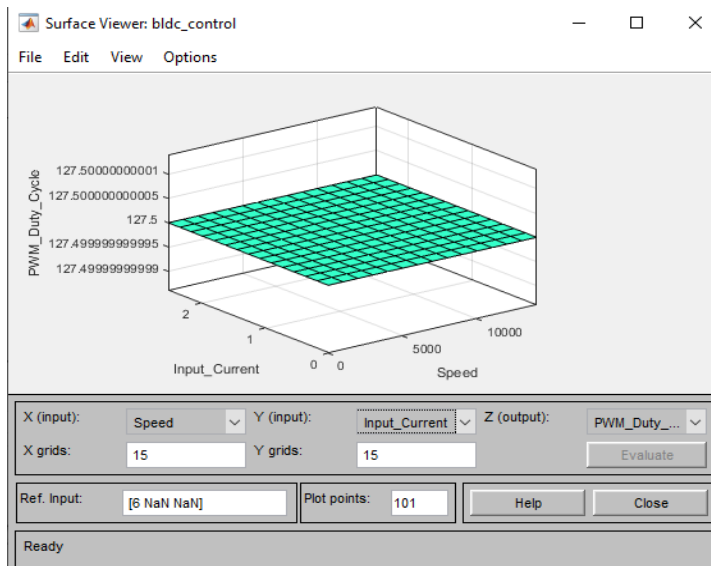 Surface Viewer: bldc_control
File Edit View Options
127.50000000001
127.500000000005
127.5
127.499999999995
127.49999999999
PWM_Duty_Cycle
2
1
0
0
5000
10000
Input_Current
Speed
X (input): Speed Y (input): Input_Current Z (output): PWM_Duty_...
X grids: 15 Y grids: 15 Evaluate
Ref. Input: [6 NaN NaN] Plot points: 101 Help Close
Ready